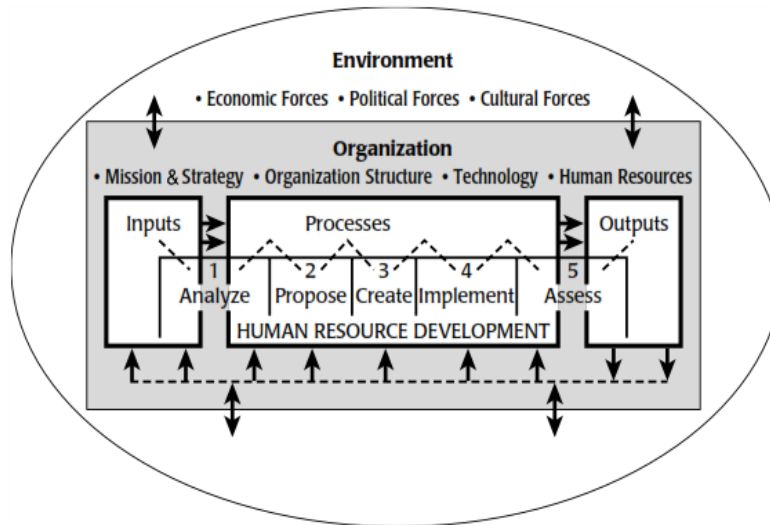 Environment
• Economic Forces • Political Forces • Cultural Forces
Organization
• Mission & Strategy • Organization Structure • Technology • Human Resources
Inputs Processes Outputs
1 2 3 4 5
Analyze Propose Create Implement Assess
HUMAN RESOURCE DEVELOPMENT